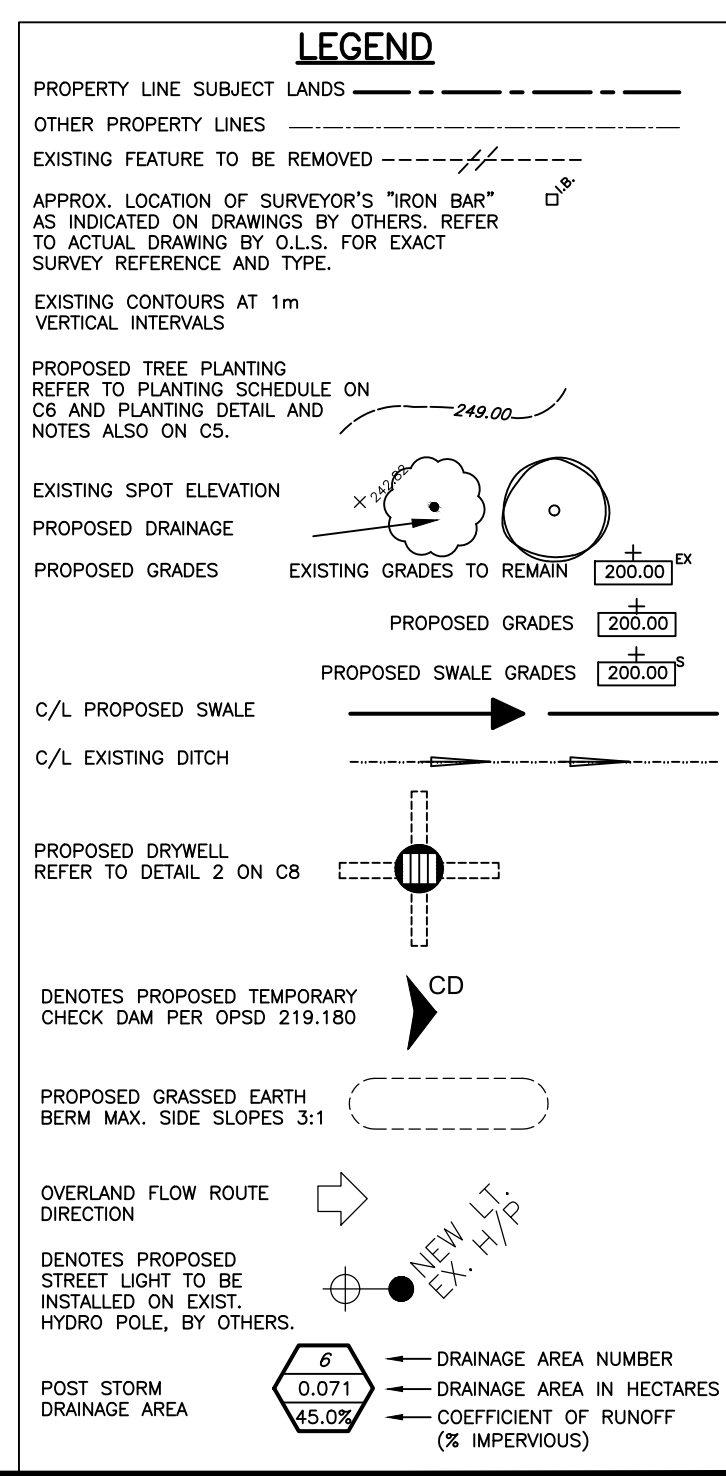 LEGEND
PROPERTY LINE SUBJECT LANDS
OTHER PROPERTY LINES
EXISTING FEATURE TO BE REMOVED
I.B.
APPROX. LOCATION OF SURVEYOR'S "IRON BAR"
AS INDICATED ON DRAWINGS BY OTHERS. REFER
TO ACTUAL DRAWING BY O.L.S. FOR EXACT
SURVEY REFERENCE AND TYPE.
EXISTING CONTOURS AT 1m
VERTICAL INTERVALS
PROPOSED TREE PLANTING
REFER TO PLANTING SCHEDULE ON
C6 AND PLANTING DETAIL AND
NOTES ALSO ON C5.
249.00
EXISTING SPOT ELEVATION
242.82
PROPOSED DRAINAGE
PROPOSED GRADES EXISTING GRADES TO REMAIN 200.00 EX
PROPOSED GRADES 200.00
PROPOSED SWALE GRADES 200.00 S
C/L PROPOSED SWALE
C/L EXISTING DITCH
PROPOSED DRYWELL
REFER TO DETAIL 2 ON C8
CD
DENOTES PROPOSED TEMPORARY
CHECK DAM PER OPSD 219.180
PROPOSED GRASSED EARTH
BERM MAX. SIDE SLOPES 3:1
OVERLAND FLOW ROUTE
DIRECTION
DENOTES PROPOSED
STREET LIGHT TO BE
INSTALLED ON EXIST.
HYDRO POLE, BY OTHERS.
NEW LT.
EX. H/P
POST STORM
DRAINAGE AREA
6 DRAINAGE AREA NUMBER
0.071 DRAINAGE AREA IN HECTARES
45.0% COEFFICIENT OF RUNOFF
(% IMPERVIOUS)